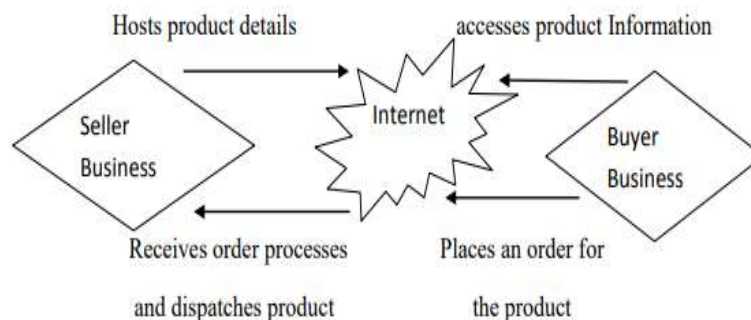 Hosts product details
accesses product Information
Seller
Business
Internet
Buyer
Business
Receives order processes
and dispatches product
Places an order for
the product